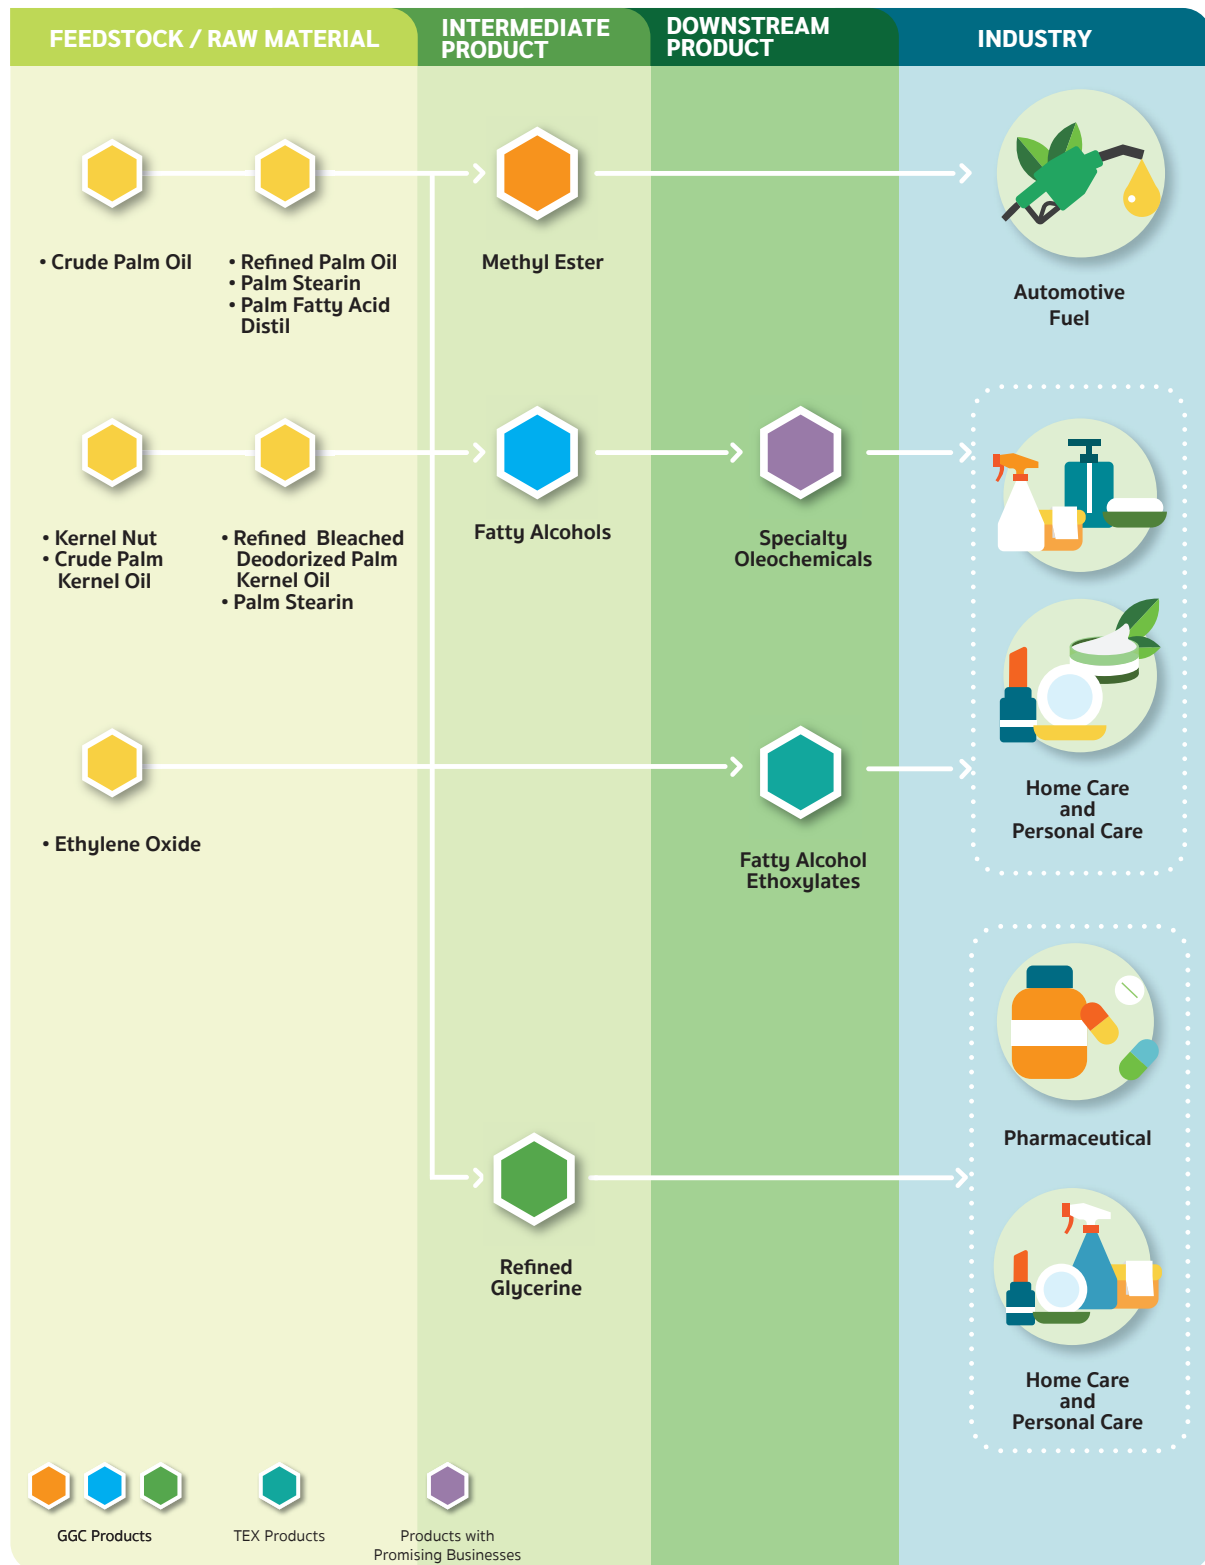 FEEDSTOCK / RAW MATERIAL
INTERMEDIATE
PRODUCT
DOWNSTREAM
PRODUCT
INDUSTRY
• Crude Palm Oil
• Refined Palm Oil
• Palm Stearin
• Palm Fatty Acid
Distil
Methyl Ester
Automotive
Fuel
• Kernel Nut
• Crude Palm
Kernel Oil
• Refined Bleached
Deodorized Palm
Kernel Oil
• Palm Stearin
Fatty Alcohols
Specialty
Oleochemicals
Home Care
and
Personal Care
• Ethylene Oxide
Fatty Alcohol
Ethoxylates
Pharmaceutical
Refined
Glycerine
Home Care
and
Personal Care
GGC Products
TEX Products
Products with
Promising Businesses